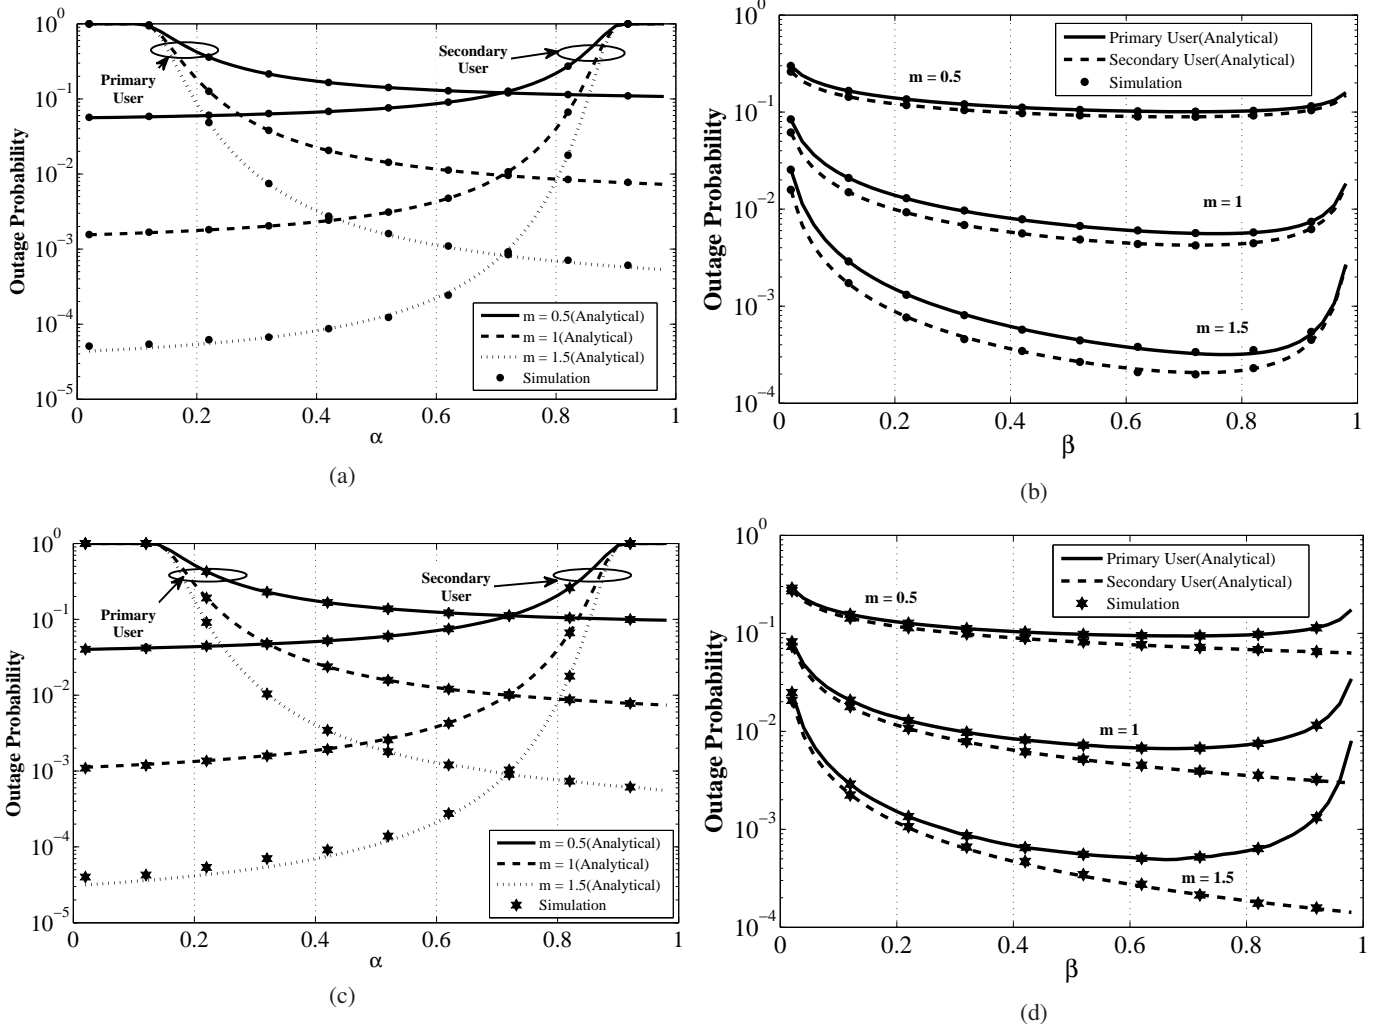 10^0
10^-1
10^-2
10^-3
10^-4
10^-5
Outage Probability
Primary
User
Secondary
User
m = 0.5(Analytical)
m = 1(Analytical)
m = 1.5(Analytical)
Simulation
0 0.2 0.4 0.6 0.8 1
α
(a)
10^0
10^-1
10^-2
10^-3
10^-4
Outage Probability
Primary User(Analytical)
Secondary User(Analytical)
Simulation
m = 0.5
m = 1
m = 1.5
0 0.2 0.4 0.6 0.8 1
β
(b)
10^0
10^-1
10^-2
10^-3
10^-4
10^-5
Outage Probability
Primary
User
Secondary
User
m = 0.5(Analytical)
m = 1(Analytical)
m = 1.5(Analytical)
Simulation
0 0.2 0.4 0.6 0.8 1
α
(c)
10^0
10^-1
10^-2
10^-3
10^-4
Outage Probability
Primary User(Analytical)
Secondary User(Analytical)
Simulation
m = 0.5
m = 1
m = 1.5
0 0.2 0.4 0.6 0.8 1
β
(d)